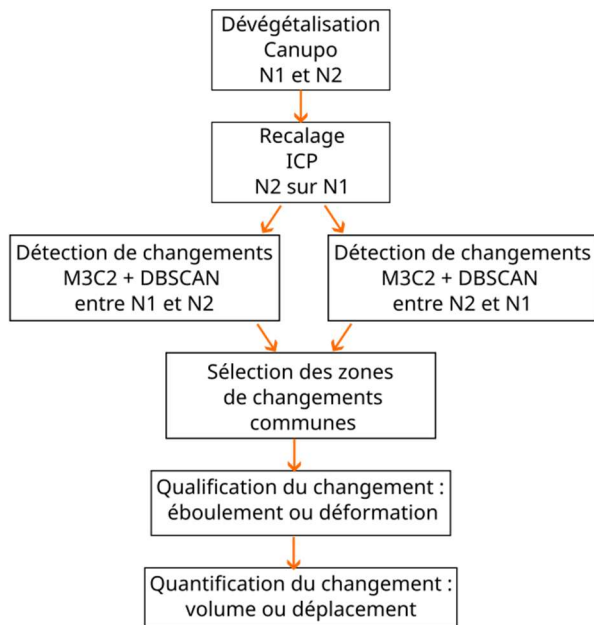 Dévégétalisation
Canupo
N1 et N2
Recalage
ICP
N2 sur N1
Détection de changements
M3C2 + DBSCAN
entre N1 et N2
Détection de changements
M3C2 + DBSCAN
entre N2 et N1
Sélection des zones
de changements
communes
Qualification du changement :
éboulement ou déformation
Quantification du changement :
volume ou déplacement